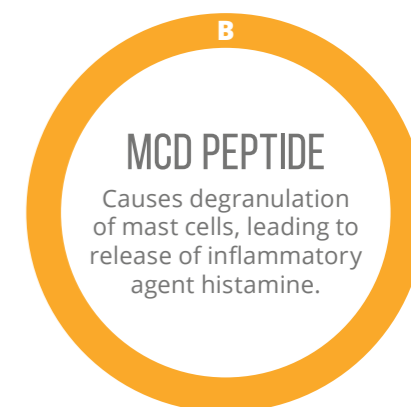 B
MCD PEPTIDE
Causes degranulation
of mast cells, leading to
release of inflammatory
agent histamine.